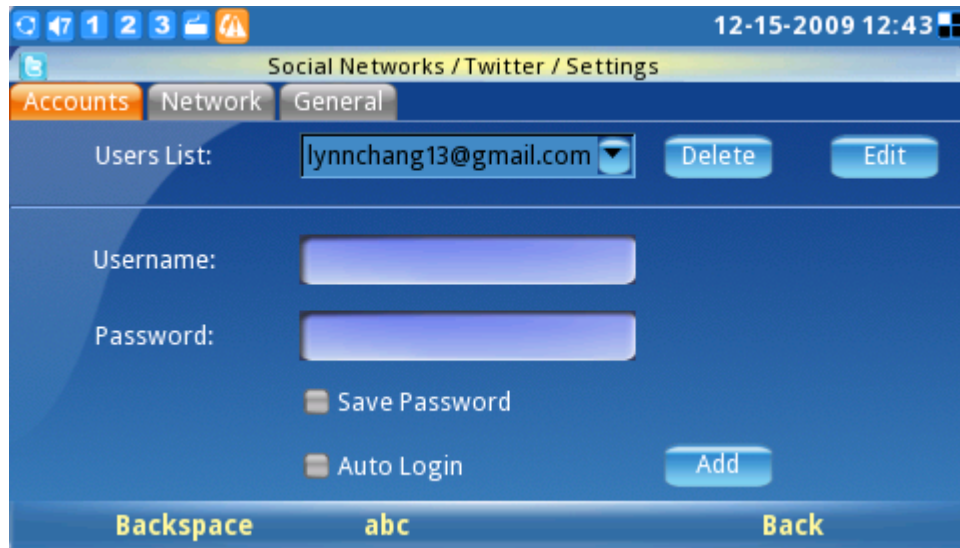 7 1 2 3 12-15-2009 12:43
Social Networks / Twitter / Settings
Accounts Network General
Users List: lynnchang13@gmail.com Delete Edit
Username:
Password:
Save Password
Auto Login Add
Backspace abc Back